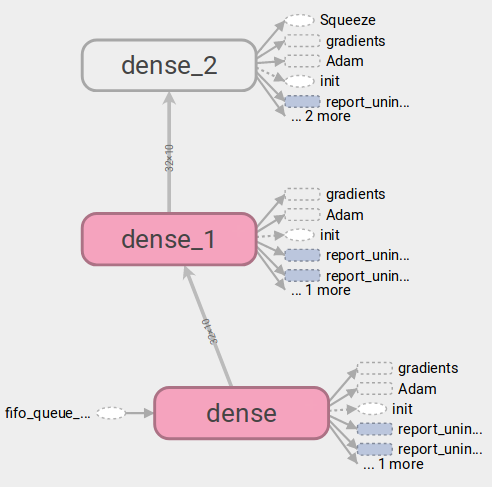 Squeeze
gradients
Adam
dense_2
init
report_unin...
... 2 more
32×10
gradients
Adam
dense_1
init
report_unin...
report_unin...
... 1 more
32×10
gradients
Adam
fifo_queue_...
dense
init
report_unin...
report_unin...
... 1 more